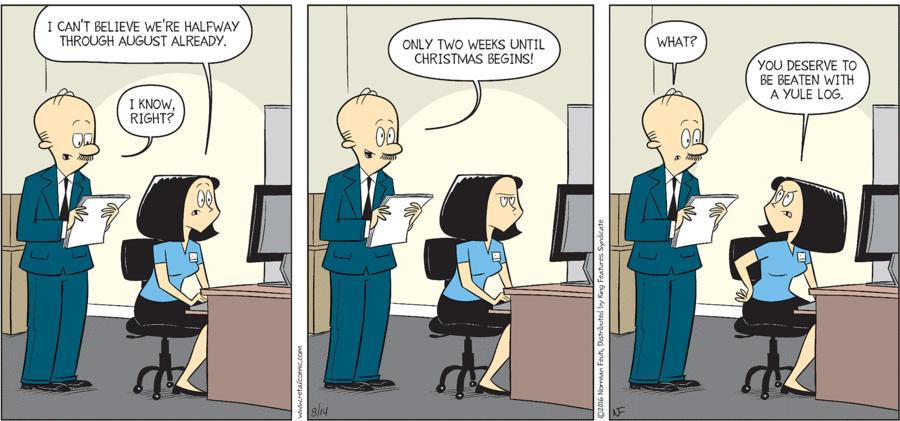 I CAN'T BELIEVE WE'RE HALFWAY
THROUGH AUGUST ALREADY.
I KNOW,
RIGHT?
www.retailcomic.com
ONLY TWO WEEKS UNTIL
CHRISTMAS BEGINS!
8/14
©2016 Norman Feuti, Distributed by King Features Syndicate
WHAT?
YOU DESERVE TO
BE BEATEN WITH
A YULE LOG.
NF